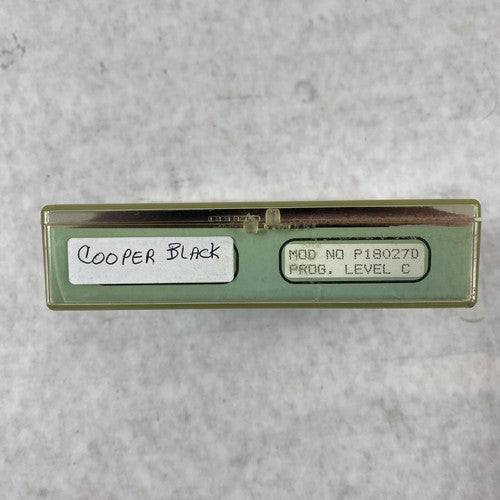 COOPER BLACK
MOD NO P18027D
PROG. LEVEL C